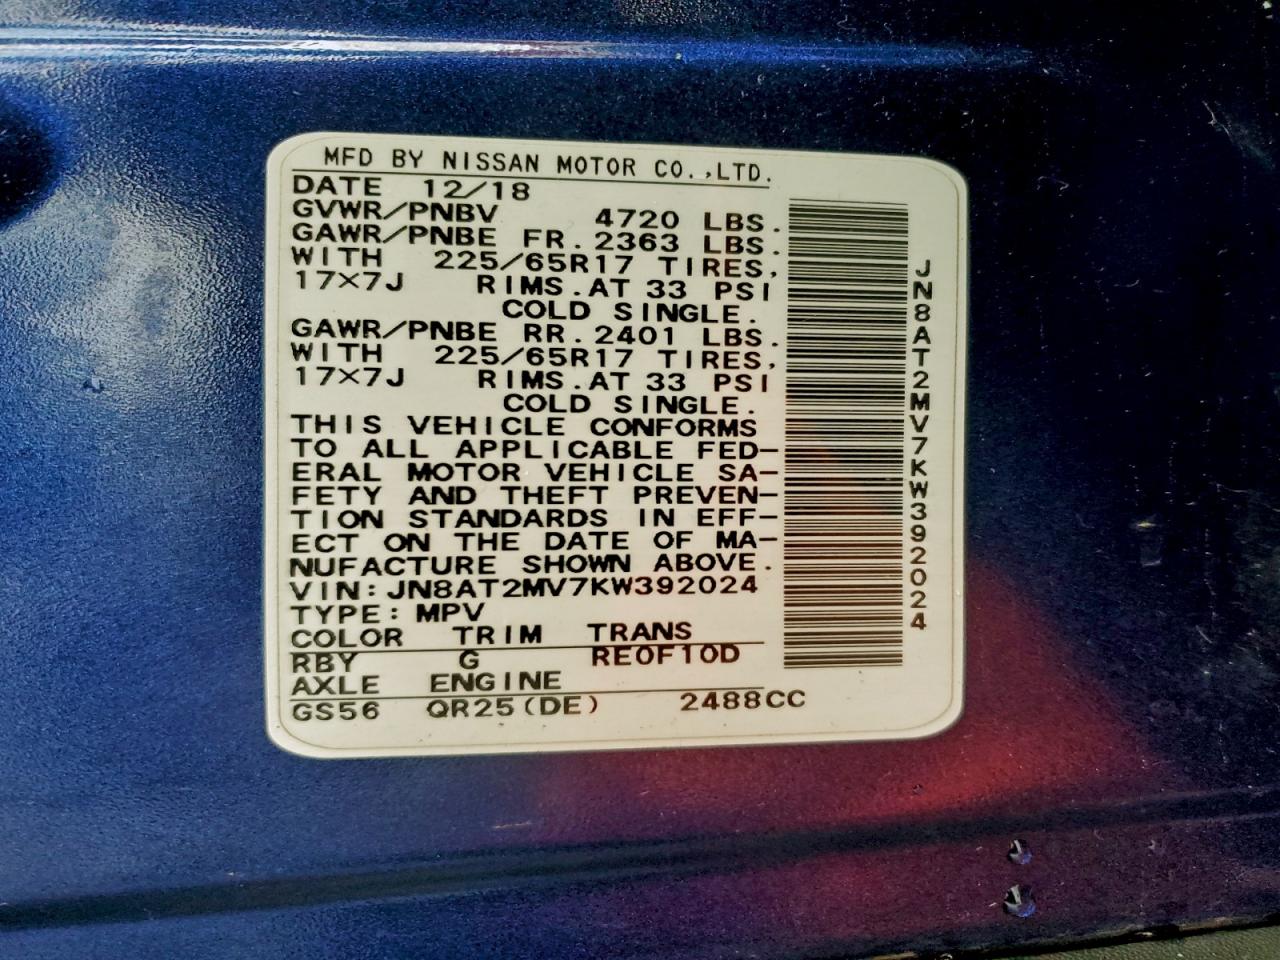 MFD BY NISSAN MOTOR CO.,LTD.
DATE 12/18
GVWR/PNBV 4720 LBS.
GAWR/PNBE FR. 2363 LBS.
WITH 225/65R17 TIRES,
17×7J RIMS. AT 33 PSI
COLD SINGLE.
GAWR/PNBE RR. 2401 LBS.
WITH 225/65R17 TIRES,
17×7J RIMS. AT 33 PSI
COLD SINGLE.
THIS VEHICLE CONFORMS
TO ALL APPLICABLE FED-
ERAL MOTOR VEHICLE SA-
FETY AND THEFT PREVEN-
TION STANDARDS IN EFF-
ECT ON THE DATE OF MA-
NUFACTURE SHOWN ABOVE.
VIN: JN8AT2MV7KW392024
TYPE: MPV
COLOR TRIM TRANS
RBY G RE0F10D
AXLE ENGINE
GS56 QR25(DE) 2488CC
JN8AT2MV7KW392024